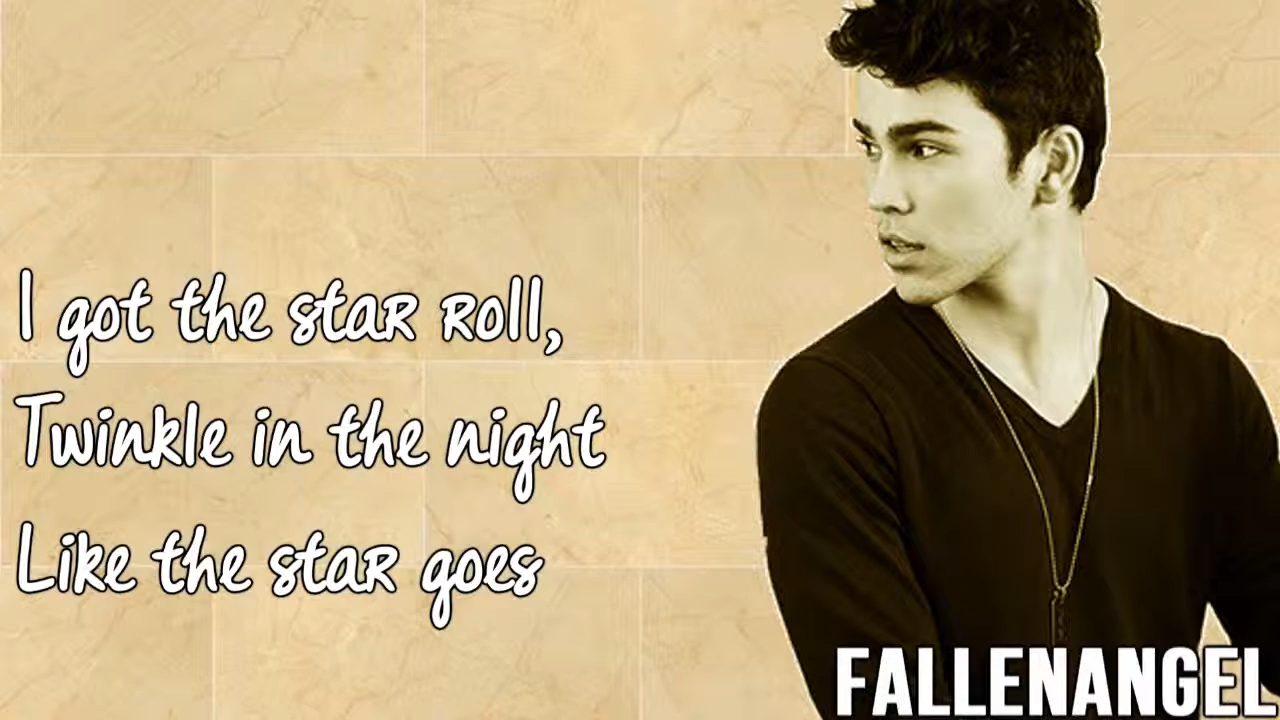 I got the star roll,
Twinkle in the night
Like the star goes
FALLENANGEL